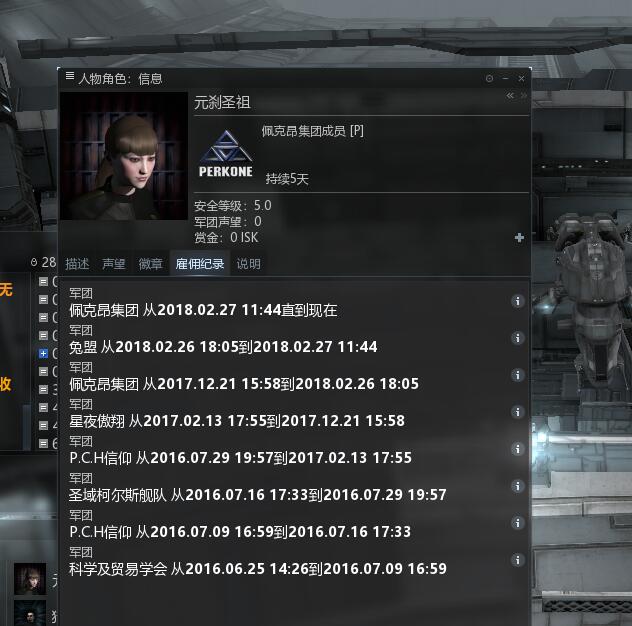 人物角色：信息
元刹圣祖
佩克昂集团成员 [P]
PERKONE
持续5天
安全等级：5.0
军团声望：0
赏金：0 ISK
描述 声望 徽章 雇佣纪录 说明
军团
佩克昂集团 从2018.02.27 11:44直到现在
军团
兔盟 从2018.02.26 18:05到2018.02.27 11:44
军团
佩克昂集团 从2017.12.21 15:58到2018.02.26 18:05
军团
星夜傲翔 从2017.02.13 17:55到2017.12.21 15:58
军团
P.C.H信仰 从2016.07.29 19:57到2017.02.13 17:55
军团
圣域柯尔斯舰队 从2016.07.16 17:33到2016.07.29 19:57
军团
P.C.H信仰 从2016.07.09 16:59到2016.07.16 17:33
军团
科学及贸易学会 从2016.06.25 14:26到2016.07.09 16:59
28
无
收